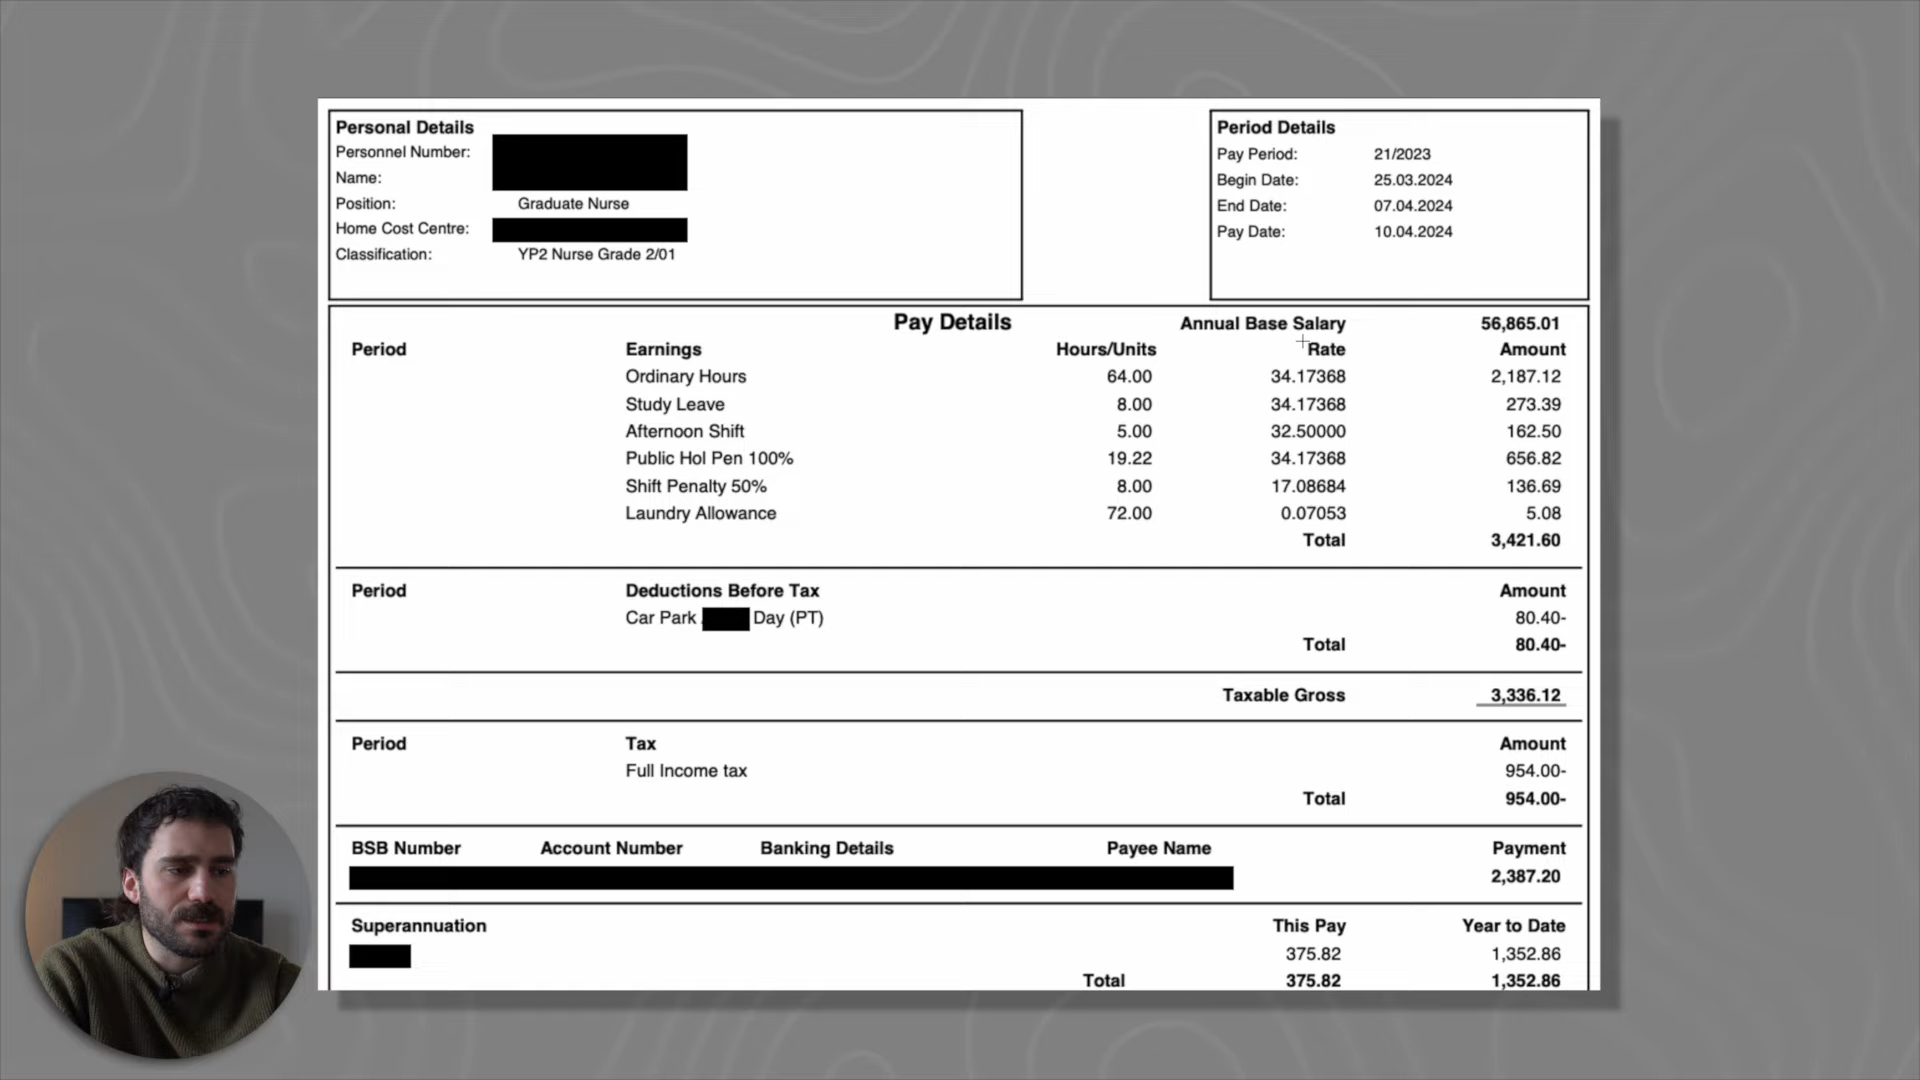 Personal Details
Personnel Number:
Name:
Position: Graduate Nurse
Home Cost Centre:
Classification: YP2 Nurse Grade 2/01
Period Details
Pay Period: 21/2023
Begin Date: 25.03.2024
End Date: 07.04.2024
Pay Date: 10.04.2024
Pay Details Annual Base Salary 56,865.01
Period Earnings Hours/Units Rate Amount
Ordinary Hours 64.00 34.17368 2,187.12
Study Leave 8.00 34.17368 273.39
Afternoon Shift 5.00 32.50000 162.50
Public Hol Pen 100% 19.22 34.17368 656.82
Shift Penalty 50% 8.00 17.08684 136.69
Laundry Allowance 72.00 0.07053 5.08
Total 3,421.60
Period Deductions Before Tax Amount
Car Park Day (PT) 80.40-
Total 80.40-
Taxable Gross 3,336.12
Period Tax Amount
Full Income tax 954.00-
Total 954.00-
BSB Number Account Number Banking Details Payee Name Payment
2,387.20
Superannuation This Pay Year to Date
375.82 1,352.86
Total 375.82 1,352.86